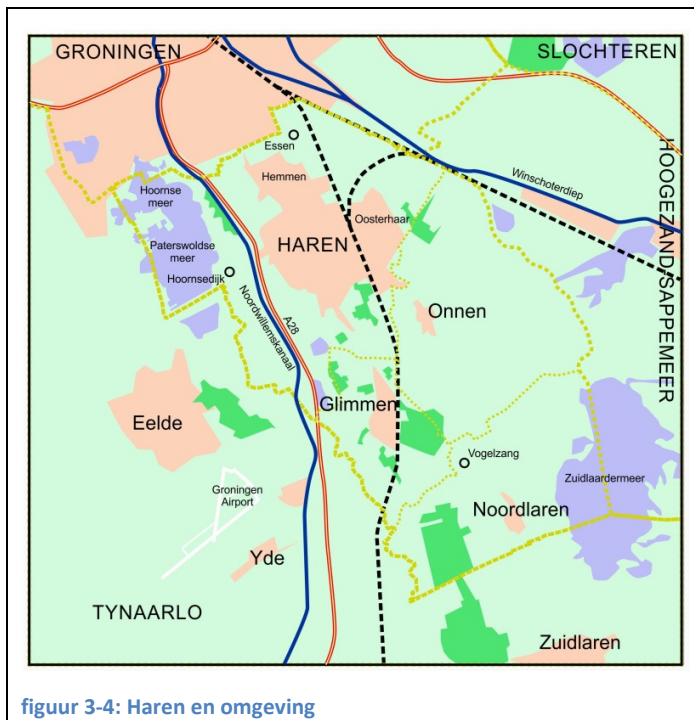 GRONINGEN
SLOCHTEREN
Essen
Hemmen
Winschoterdiep
HOOGEZAND SAPPEMEER
Hoornse
meer
Oosterhaar
Paterswoldse
meer
HAREN
Hoornsedijk
Noordwillemskanaal
A28
Onnen
Glimmen
Eelde
Vogelzang
Zuidlaardermeer
Groningen
Airport
Noordlaren
Yde
TYNAARLO
Zuidlaren
figuur 3-4: Haren en omgeving